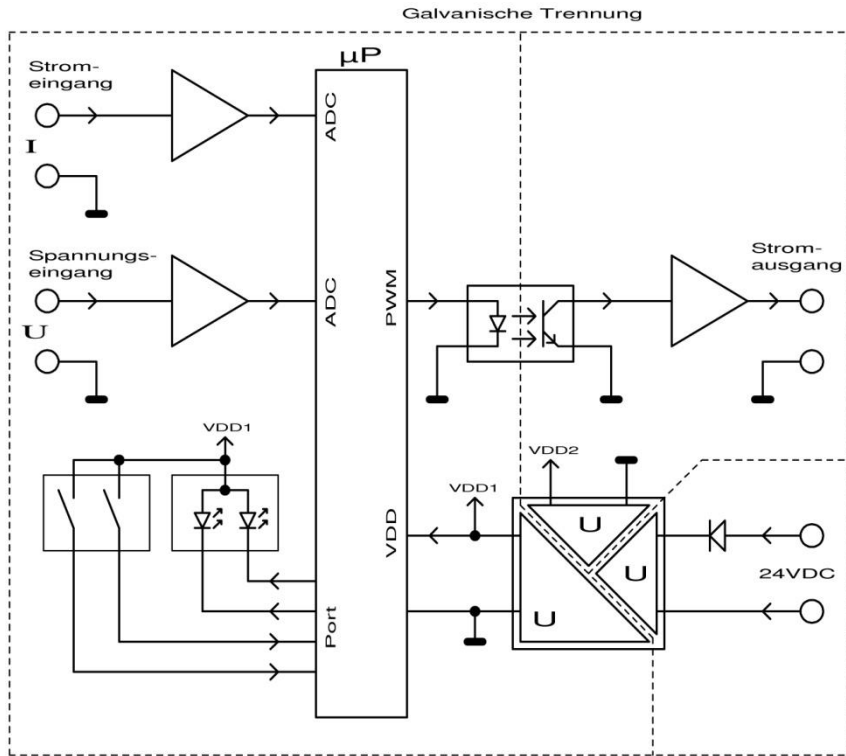 Galvanische Trennung
Strom-
eingang
I
µP
ADC
Spannungs-
eingang
U
ADC
PWM
Strom-
ausgang
VDD1
VDD2
VDD1
VDD
Port
U
U
U
24VDC